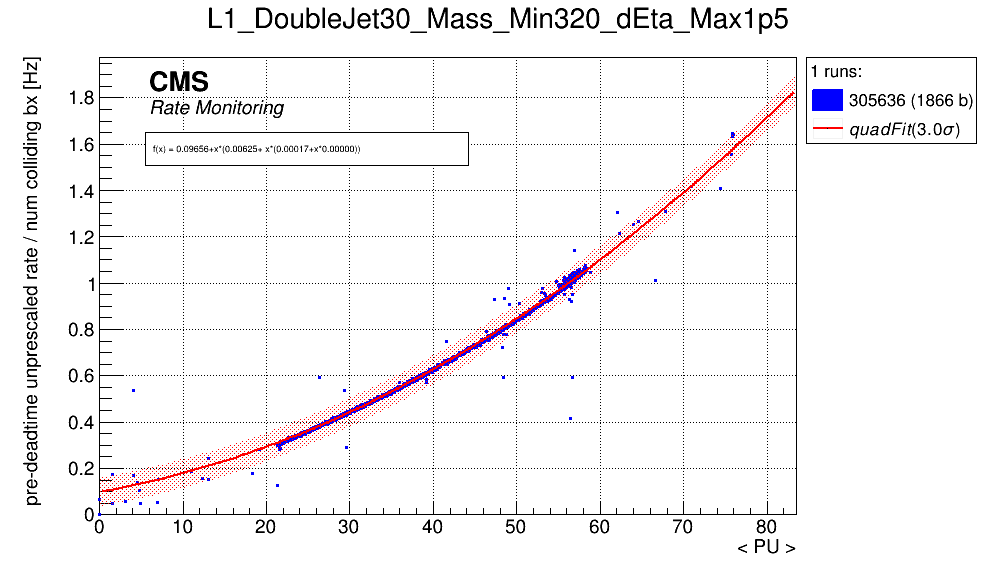 L1_DoubleJet30_Mass_Min320_dEta_Max1p5
pre-deadtime unprescaled rate / num colliding bx [Hz]
CMS
Rate Monitoring
f(x) = 0.09656+x*(0.00625+ x*(0.00017+x*0.00000))
1 runs:
305636 (1866 b)
quadFit(3.0σ)
1.8
1.6
1.4
1.2
1
0.8
0.6
0.4
0.2
0
0 10 20 30 40 50 60 70 80
< PU >